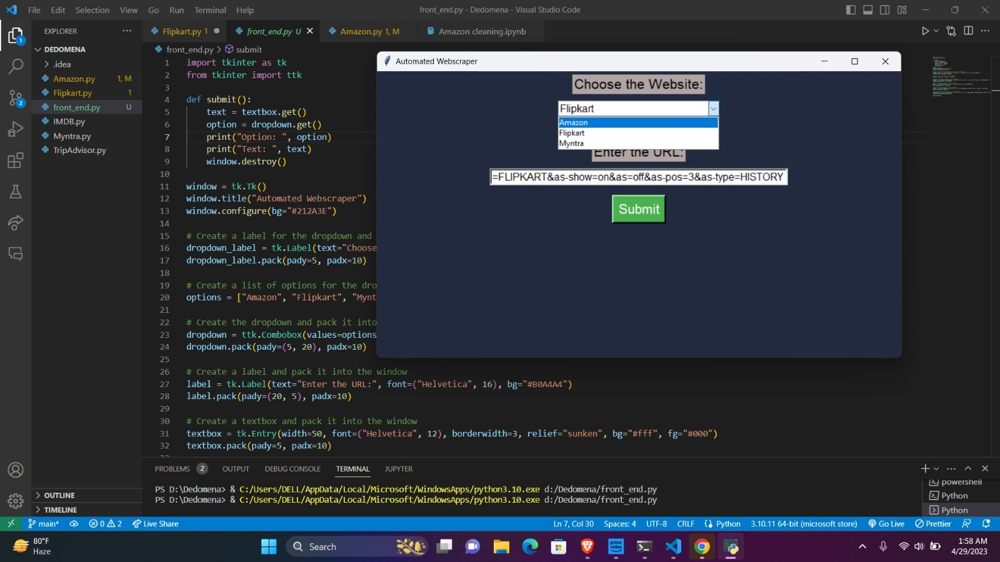 File Edit Selection View Go Run Terminal Help
front_end.py - Dedomena - Visual Studio Code
EXPLORER
DEDOMENA
.idea
Amazon.py 1, M
Flipkart.py 1
front_end.py U
IMDB.py
Myntra.py
TripAdvisor.py
OUTLINE
TIMELINE
1
2
Flipkart.py 1
front_end.py U
Amazon.py 1, M
Amazon cleaning.ipynb
front_end.py > submit
1 import tkinter as tk
2 from tkinter import ttk
3
4 def submit():
5 text = textbox.get()
6 option = dropdown.get()
7 print("Option: ", option)
8 print("Text: ", text)
9 window.destroy()
10
11 window = tk.Tk()
12 window.title("Automated Webscraper")
13 window.configure(bg="#212A3E")
14
15 # Create a label for the dropdown and
16 dropdown_label = tk.Label(text="Choose
17 dropdown_label.pack(pady=5, padx=10)
18
19 # Create a list of options for the dro
20 options = ["Amazon", "Flipkart", "Mynt
21
22 # Create the dropdown and pack it into
23 dropdown = ttk.Combobox(values=options
24 dropdown.pack(pady=(5, 20), padx=10)
25
26 # Create a label and pack it into the window
27 label = tk.Label(text="Enter the URL:", font=("Helvetica", 16), bg="#B0A4A4")
28 label.pack(pady=(20, 5), padx=10)
29
30 # Create a textbox and pack it into the window
31 textbox = tk.Entry(width=50, font=("Helvetica", 12), borderwidth=3, relief="sunken", bg="#fff", fg="#000")
32 textbox.pack(pady=5, padx=10)
Automated Webscraper
Choose the Website:
Flipkart
Amazon
Flipkart
Myntra
Enter the URL:
=FLIPKART&as-show=on&as=off&as-pos=3&as-type=HISTORY
Submit
PROBLEMS 2 OUTPUT DEBUG CONSOLE TERMINAL JUPYTER
PS D:\Dedomena> & C:/Users/DELL/AppData/Local/Microsoft/WindowsApps/python3.10.exe d:/Dedomena/front_end.py
PS D:\Dedomena> & C:/Users/DELL/AppData/Local/Microsoft/WindowsApps/python3.10.exe d:/Dedomena/front_end.py
powershell
Python
Python
main* 0 2 Live Share
Ln 7, Col 30 Spaces: 4 UTF-8 CRLF Python 3.10.11 64-bit (microsoft store) Go Live Prettier
80°F
Haze
Search
prime video
1:58 AM
4/29/2023